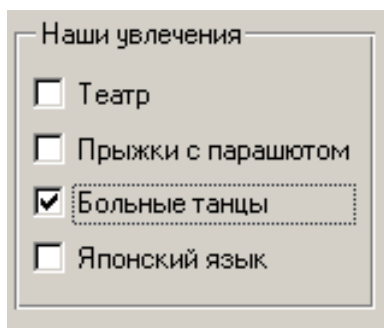 Наши увлечения
Театр
Прыжки с парашютом
Больные танцы
Японский язык